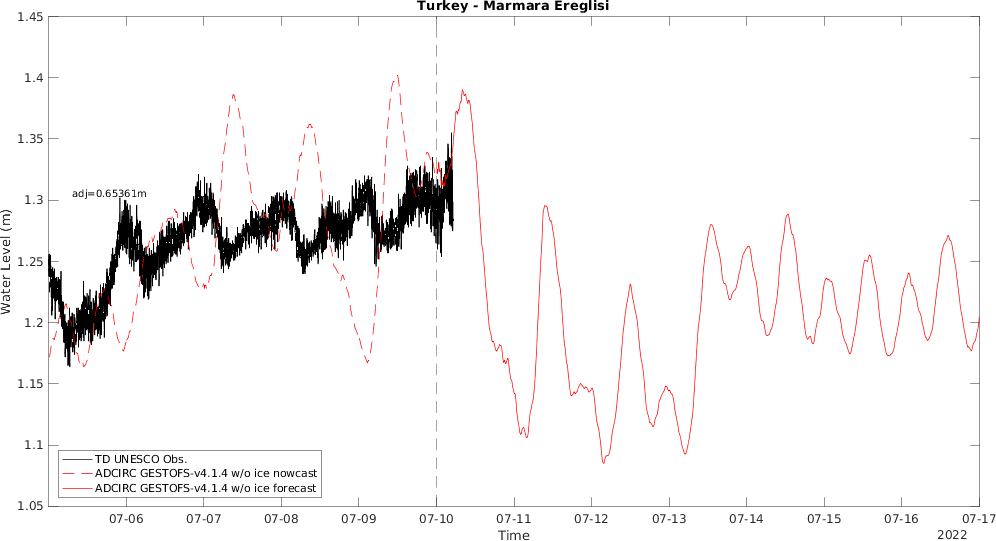 Turkey - Marmara Ereglisi
1.45
1.4
1.35
1.3
1.25
1.2
1.15
1.1
1.05
Water Level (m)
adj=0.65361m
TD UNESCO Obs.
ADCIRC GESTOFS-v4.1.4 w/o ice nowcast
ADCIRC GESTOFS-v4.1.4 w/o ice forecast
07-06 07-07 07-08 07-09 07-10 07-11 07-12 07-13 07-14 07-15 07-16 07-17
Time
2022